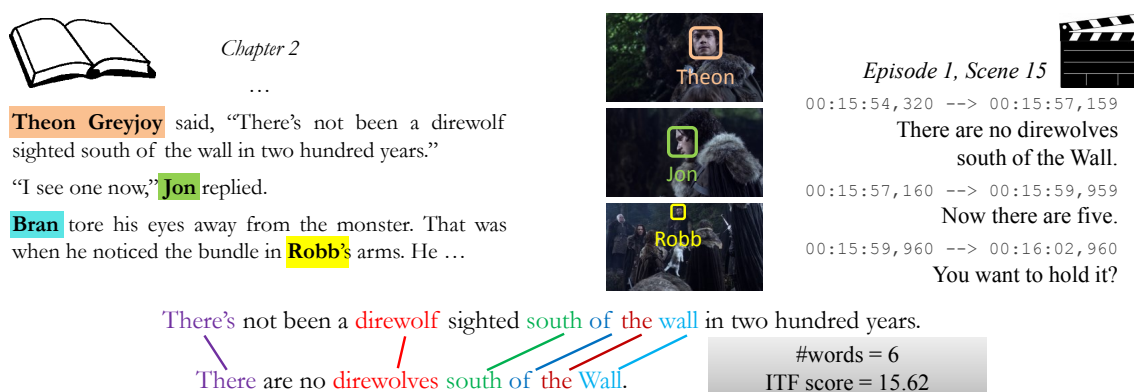 Chapter 2
…
Theon Greyjoy said, “There’s not been a direwolf
sighted south of the wall in two hundred years.”
“I see one now,” Jon replied.
Bran tore his eyes away from the monster. That was
when he noticed the bundle in Robb’s arms. He …
Theon
Jon
Robb
Episode 1, Scene 15
00:15:54,320 --> 00:15:57,159
There are no direwolves
south of the Wall.
00:15:57,160 --> 00:15:59,959
Now there are five.
00:15:59,960 --> 00:16:02,960
You want to hold it?
There’s not been a direwolf sighted south of the wall in two hundred years.
There are no direwolves south of the Wall.
#words = 6
ITF score = 15.62